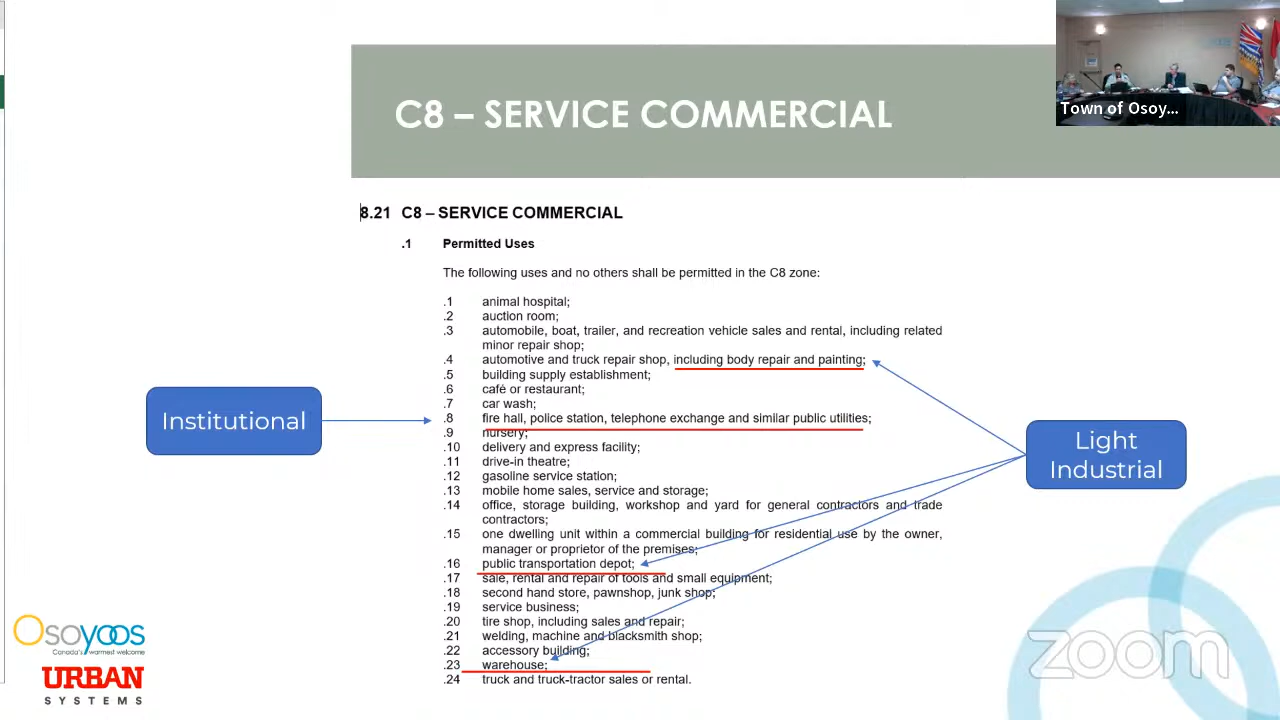 C8 – SERVICE COMMERCIAL
Town of Osoy...
8.21 C8 – SERVICE COMMERCIAL
.1 Permitted Uses
The following uses and no others shall be permitted in the C8 zone:
.1 animal hospital;
.2 auction room;
.3 automobile, boat, trailer, and recreation vehicle sales and rental, including related
minor repair shop;
.4 automotive and truck repair shop, including body repair and painting;
.5 building supply establishment;
.6 café or restaurant;
.7 car wash;
.8 fire hall, police station, telephone exchange and similar public utilities;
.9 nursery;
.10 delivery and express facility;
.11 drive-in theatre;
.12 gasoline service station;
.13 mobile home sales, service and storage;
.14 office, storage building, workshop and yard for general contractors and trade
contractors;
.15 one dwelling unit within a commercial building for residential use by the owner,
manager or proprietor of the premises;
.16 public transportation depot;
.17 sale, rental and repair of tools and small equipment;
.18 second hand store, pawnshop, junk shop;
.19 service business;
.20 tire shop, including sales and repair;
.21 welding, machine and blacksmith shop;
.22 accessory building;
.23 warehouse;
.24 truck and truck-tractor sales or rental.
Institutional
Light
Industrial
Osoyoos
Canada's warmest welcome
URBAN
SYSTEMS
zoom